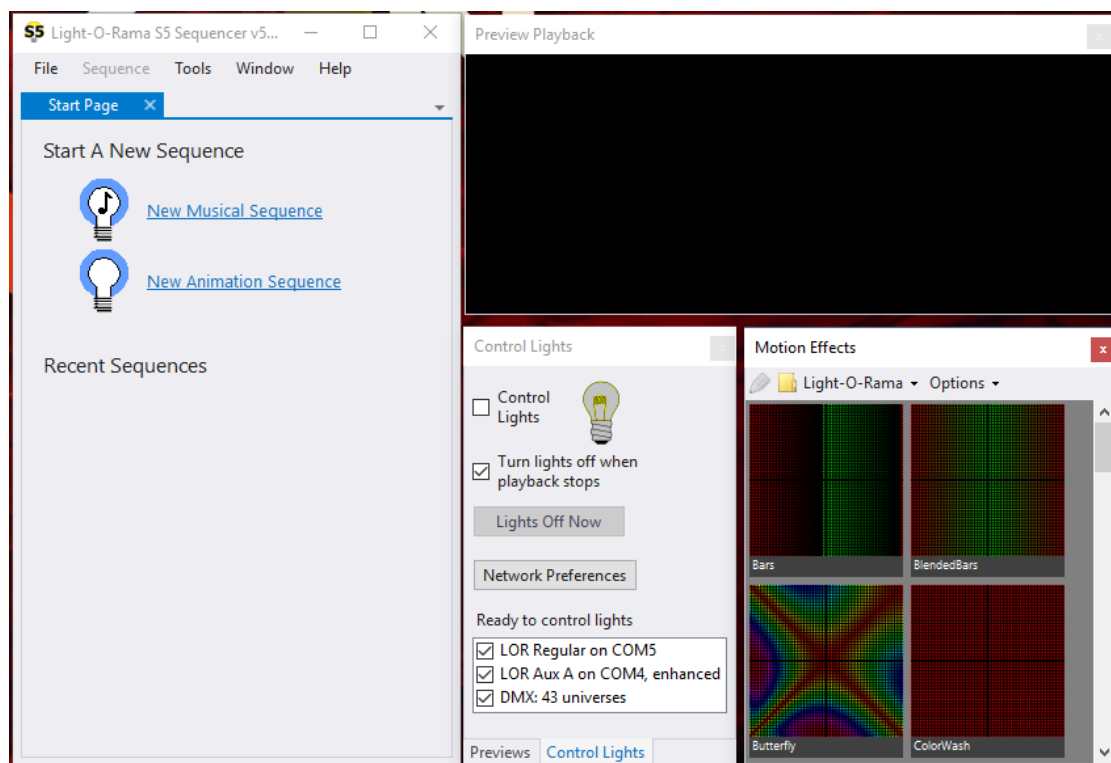 S5 Light-O-Rama S5 Sequencer v5...
File Sequence Tools Window Help
Start Page
Start A New Sequence
New Musical Sequence
New Animation Sequence
Recent Sequences
Preview Playback
Control Lights
Control
Lights
Turn lights off when
playback stops
Lights Off Now
Network Preferences
Ready to control lights
LOR Regular on COM5
LOR Aux A on COM4, enhanced
DMX: 43 universes
Previews Control Lights
Motion Effects
Light-O-Rama Options
Bars BlendedBars
Butterfly ColorWash